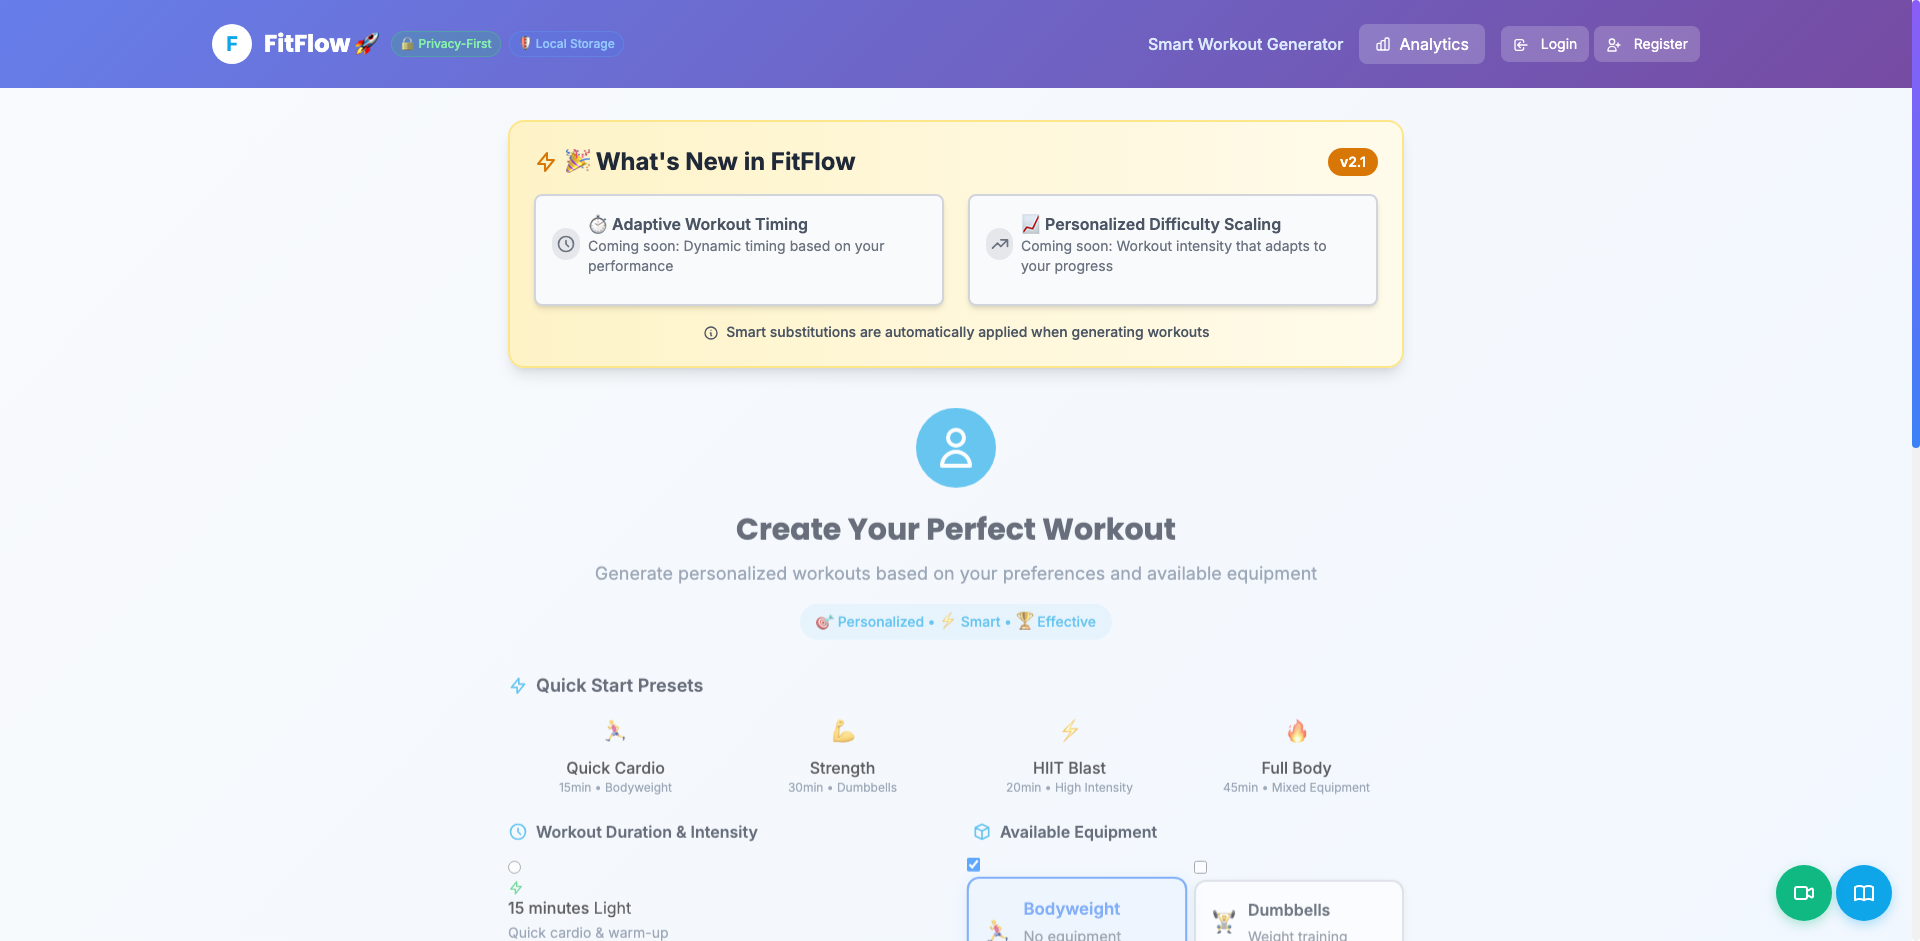 F
FitFlow 🚀
🔒 Privacy-First
Local Storage
Smart Workout Generator
Analytics
Login
Register
🎉 What's New in FitFlow
v2.1
⏱️ Adaptive Workout Timing
Coming soon: Dynamic timing based on your
performance
📈 Personalized Difficulty Scaling
Coming soon: Workout intensity that adapts to
your progress
Smart substitutions are automatically applied when generating workouts
Create Your Perfect Workout
Generate personalized workouts based on your preferences and available equipment
🎯 Personalized • ⚡ Smart • 🏆 Effective
Quick Start Presets
Quick Cardio
15min • Bodyweight
Strength
30min • Dumbbells
HIIT Blast
20min • High Intensity
Full Body
45min • Mixed Equipment
Workout Duration & Intensity
15 minutes Light
Quick cardio & warm-up
Available Equipment
Bodyweight
No equipment
Dumbbells
Weight training